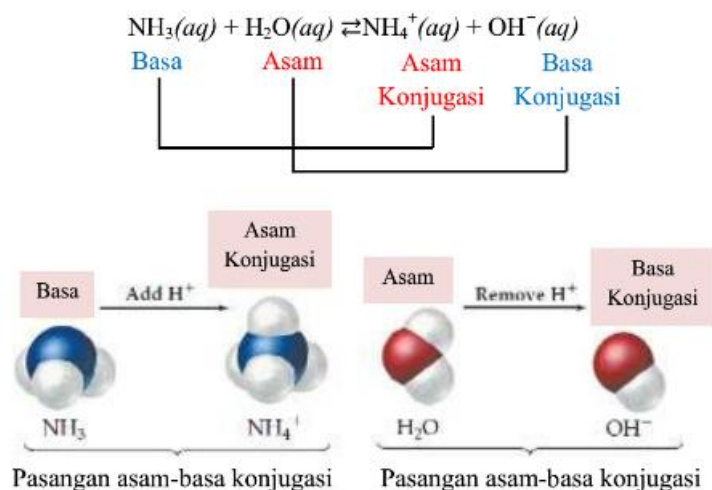 NH₃(aq) + H₂O(aq) ⇄NH₄⁺(aq) + OH⁻(aq)
Basa Asam Asam Konjugasi Basa Konjugasi
Basa
Add H⁺
Asam
Konjugasi
Asam
Remove H⁺
Basa
Konjugasi
NH₃ NH₄⁺ H₂O OH⁻
Pasangan asam-basa konjugasi Pasangan asam-basa konjugasi